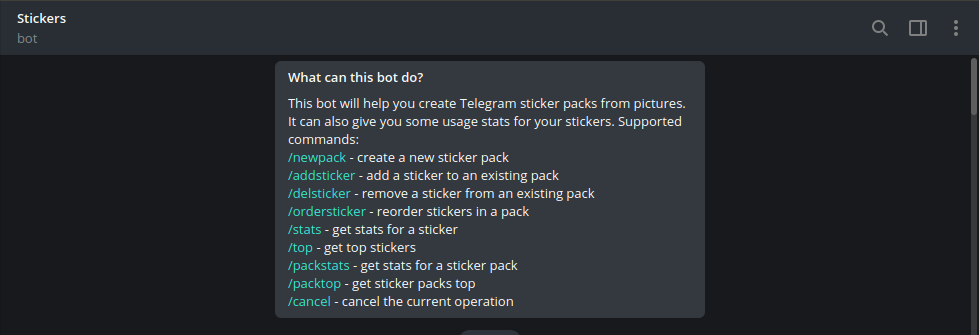 Stickers
bot
What can this bot do?
This bot will help you create Telegram sticker packs from pictures.
It can also give you some usage stats for your stickers. Supported
commands:
/newpack - create a new sticker pack
/addsticker - add a sticker to an existing pack
/delsticker - remove a sticker from an existing pack
/ordersticker - reorder stickers in a pack
/stats - get stats for a sticker
/top - get top stickers
/packstats - get stats for a sticker pack
/packtop - get sticker packs top
/cancel - cancel the current operation